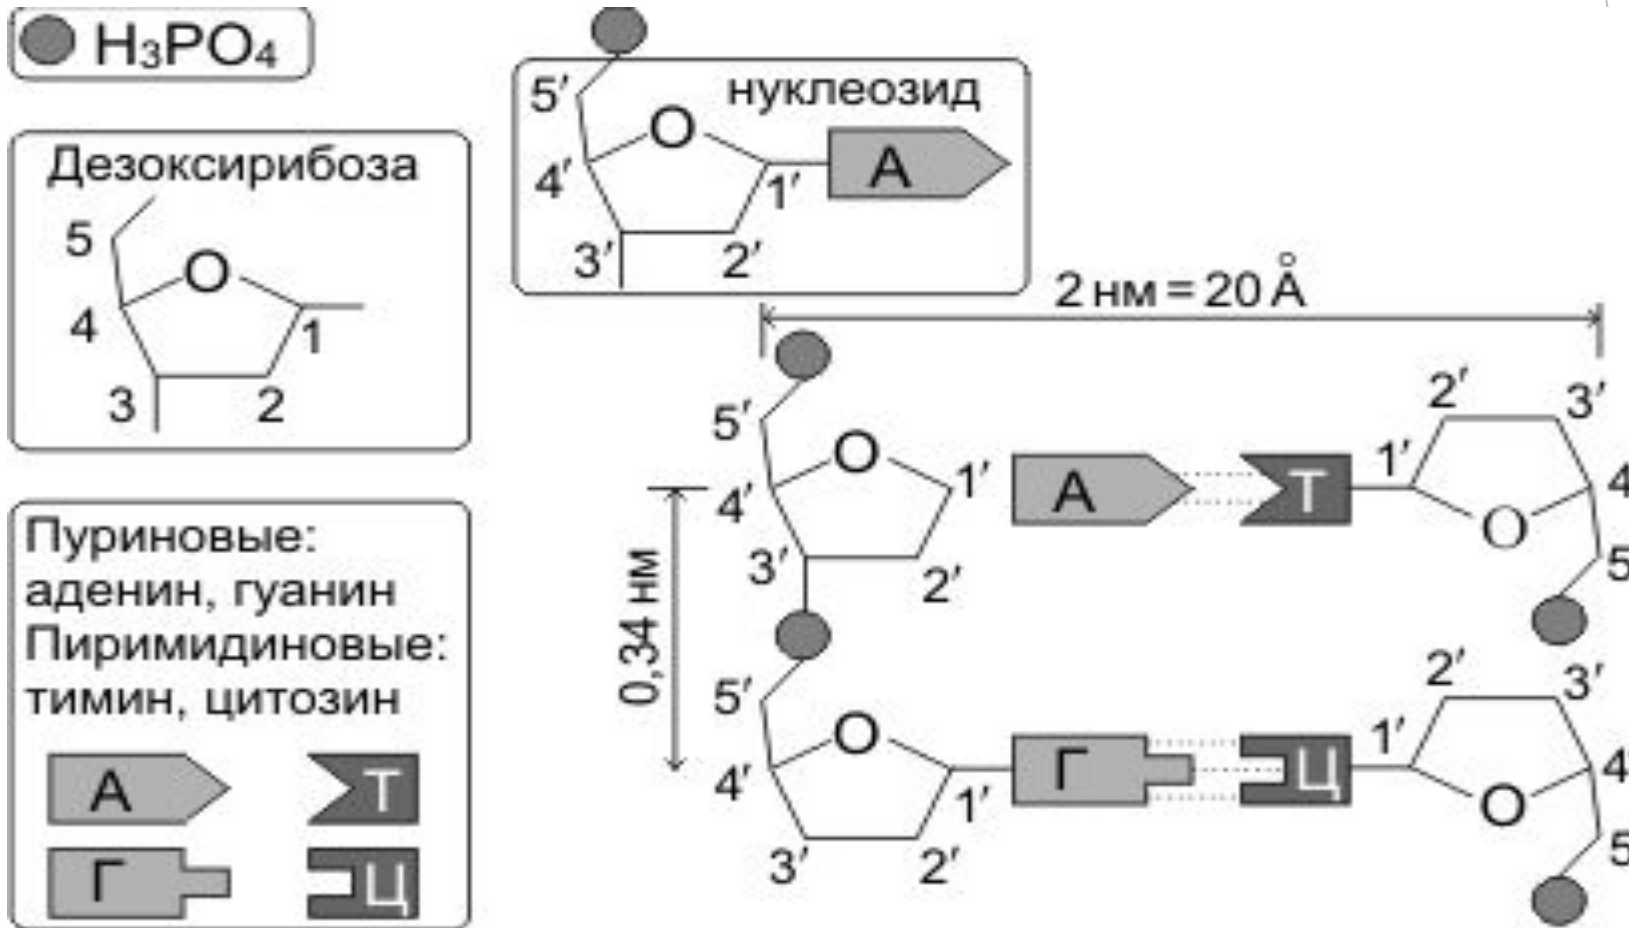 H₃PO₄
Дезоксирибоза
5
O
4
1
3
2
Пуриновые:
аденин, гуанин
Пиримидиновые:
тимин, цитозин
А
Т
Г
Ц
нуклеозид
5′
O
А
4′
1′
3′
2′
2 нм = 20 Å
5′
O
1′
А
Т
1′
2′
3′
4
4′
3′
2′
O
5
0,34 нм
5′
O
Г
Ц
1′
2′
3′
4
4′
1′
3′
2′
O
5